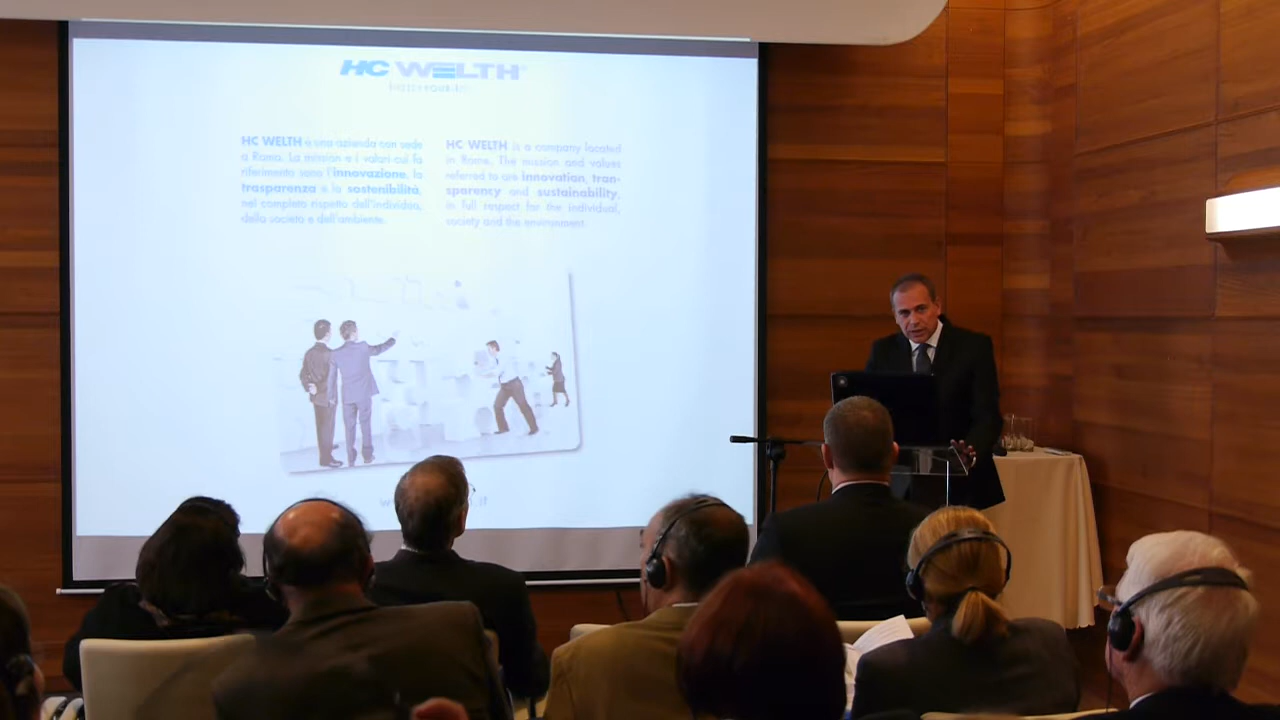 HC WELTH
HC WELTH è una azienda con sede
a Roma. La mission e i valori cui fa
riferimento sono l'innovazione, la
trasparenza e la sostenibilità,
nel completo rispetto dell'individuo,
della società e dell'ambiente.
HC WELTH is a company located
in Rome. The mission and values
referred to are innovation, tran-
sparency and sustainability,
in full respect for the individual,
society and the environment.